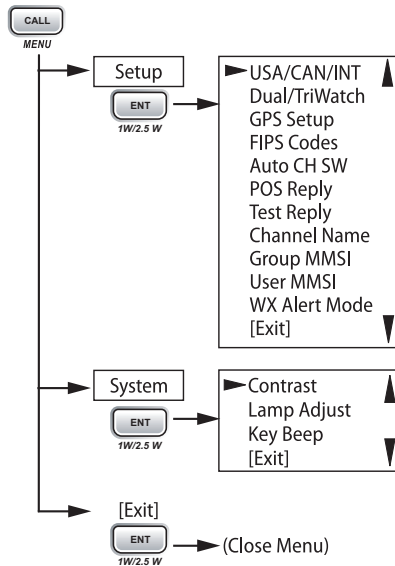 CALL
MENU
Setup
ENT
1W/2.5 W
USA/CAN/INT
Dual/TriWatch
GPS Setup
FIPS Codes
Auto CH SW
POS Reply
Test Reply
Channel Name
Group MMSI
User MMSI
WX Alert Mode
[Exit]
System
ENT
1W/2.5 W
Contrast
Lamp Adjust
Key Beep
[Exit]
[Exit]
ENT
1W/2.5 W
(Close Menu)